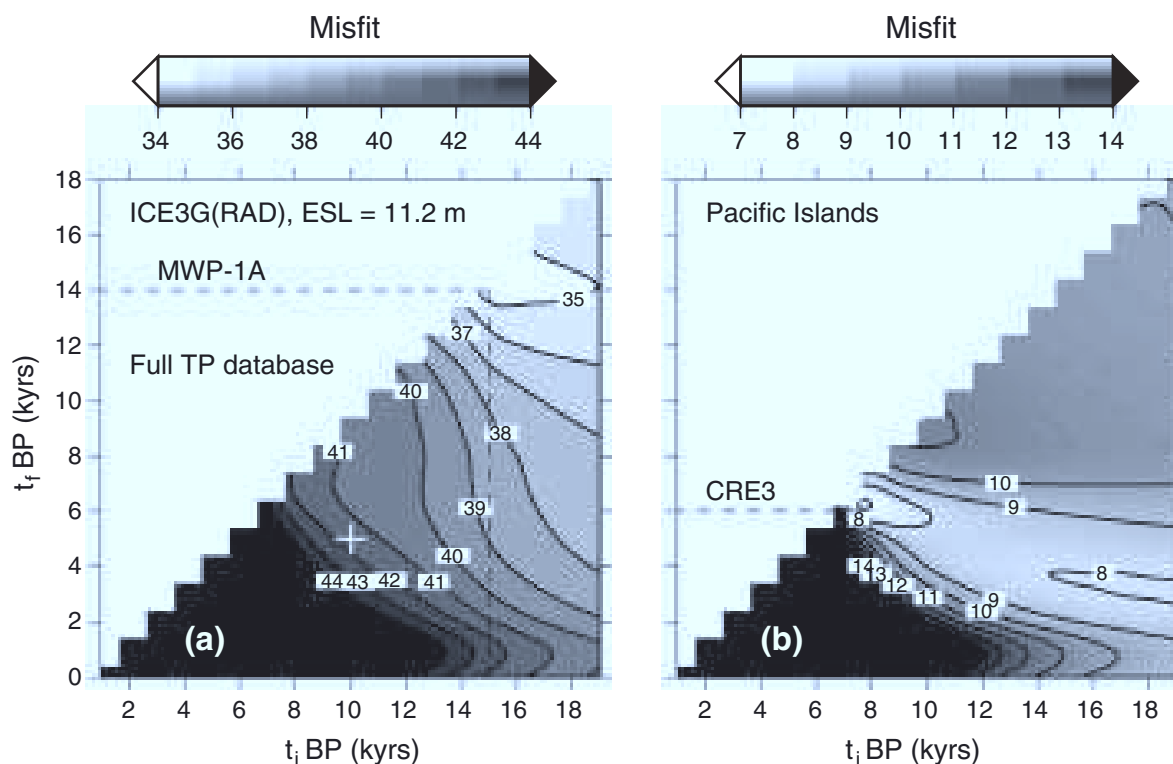 Misfit
34 36 38 40 42 44
18
16
14
12
10
8
6
4
2
0
t_f BP (kyrs)
ICE3G(RAD), ESL = 11.2 m
MWP-1A
Full TP database
35
37
40
38
41
39
40
44 43 42 41
(a)
2 4 6 8 10 12 14 16 18
t_i BP (kyrs)
Misfit
7 8 9 10 11 12 13 14
Pacific Islands
CRE3
10
9
8
8
14
13
12
11
10
9
(b)
2 4 6 8 10 12 14 16 18
t_i BP (kyrs)